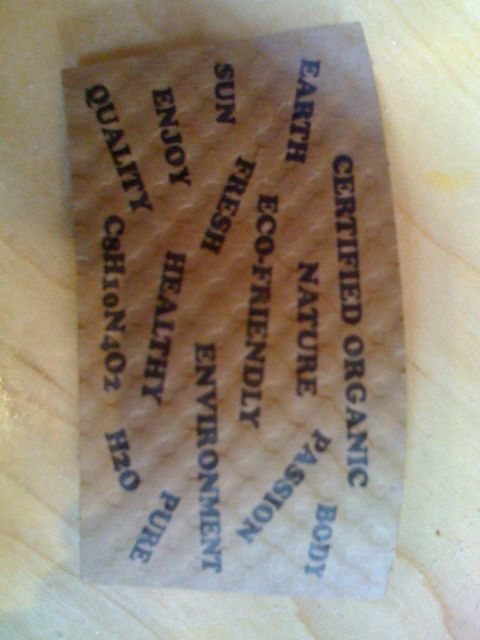 EARTH
CERTIFIED ORGANIC
NATURE
PASSION
BODY
SUN
FRESH
ECO-FRIENDLY
ENJOY
HEALTHY
ENVIRONMENT
QUALITY
C8H10N4O2
H2O
PURE